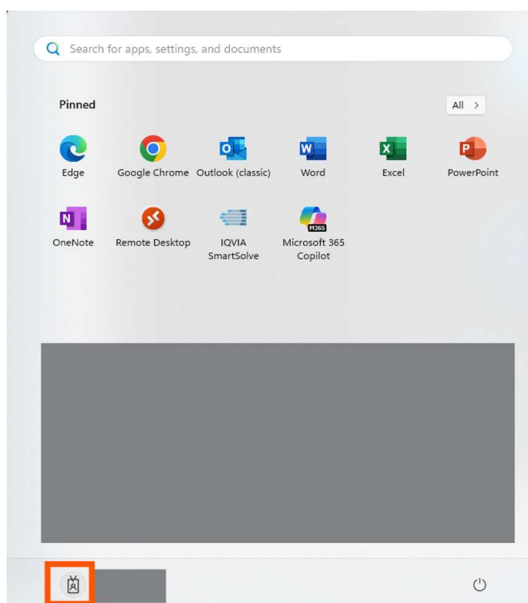 Search for apps, settings, and documents
Pinned
All >
Edge
Google Chrome
Outlook (classic)
Word
Excel
PowerPoint
OneNote
Remote Desktop
IQVIA
SmartSolve
M365
Microsoft 365
Copilot